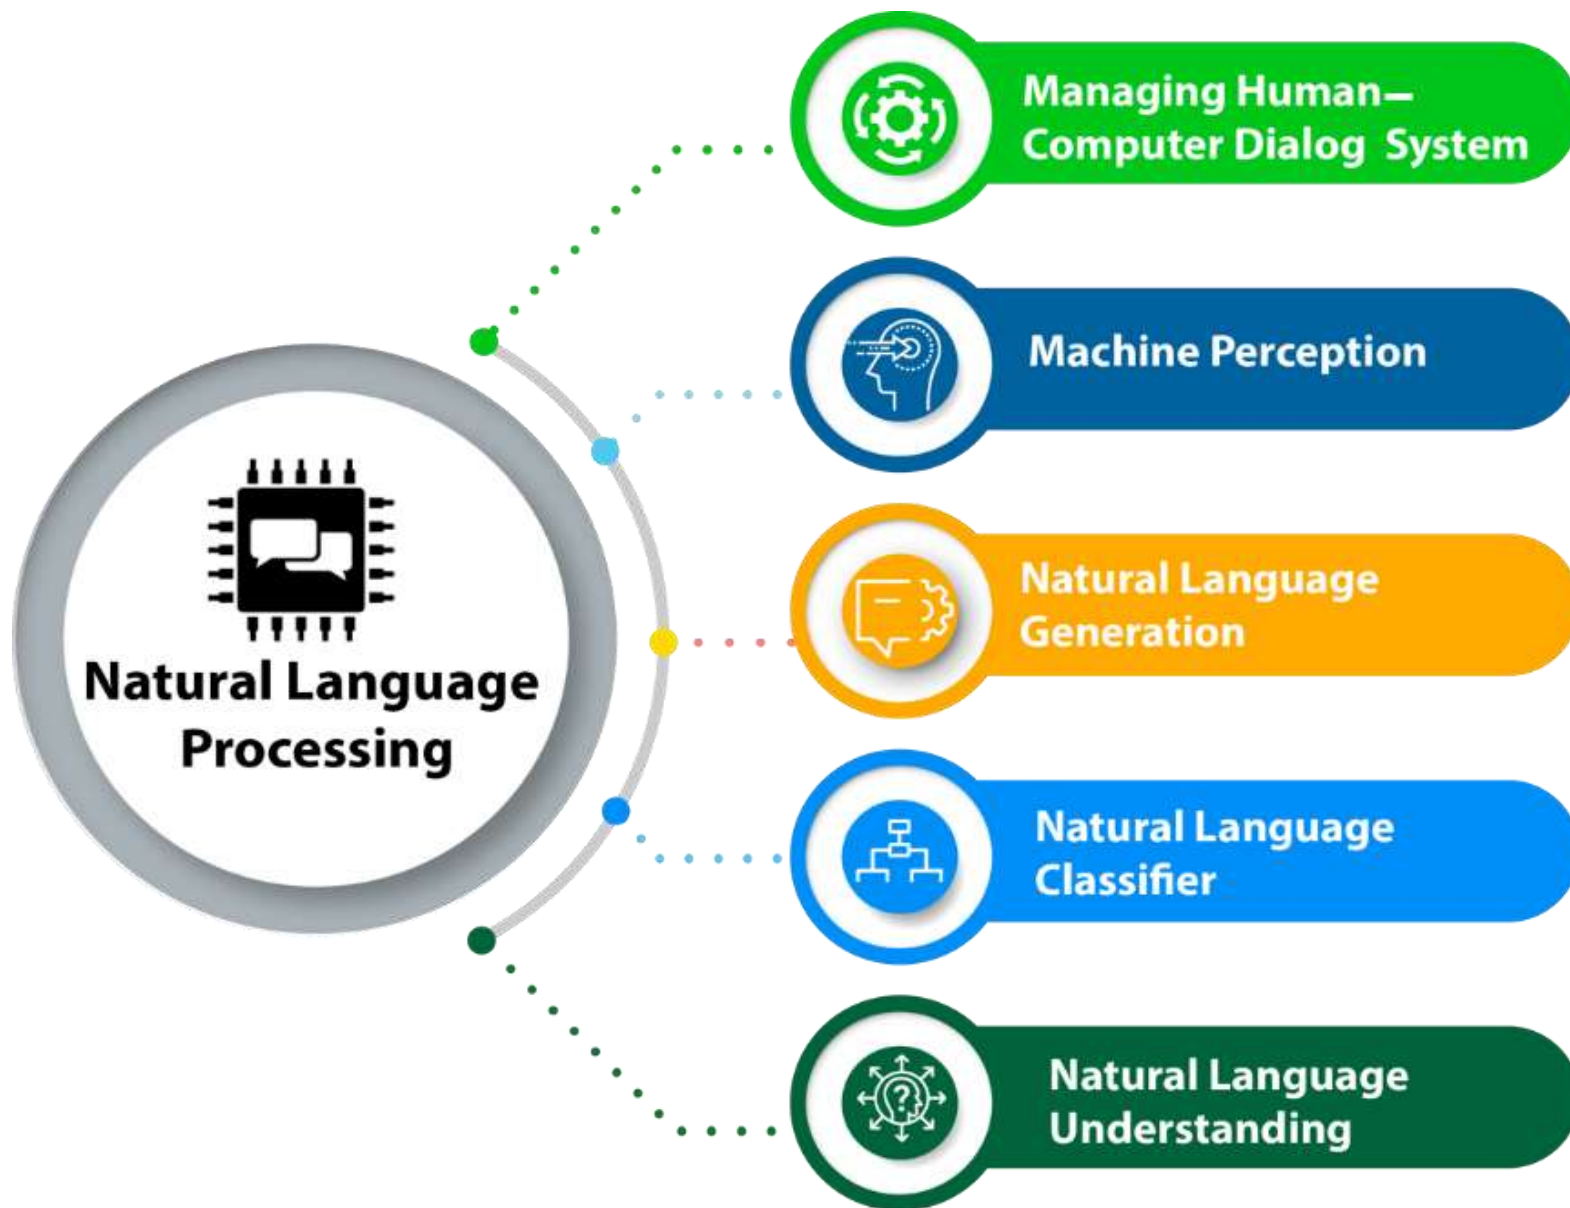 Managing Human–
Computer Dialog System
Machine Perception
Natural Language
Generation
Natural Language
Processing
Natural Language
Classifier
Natural Language
Understanding